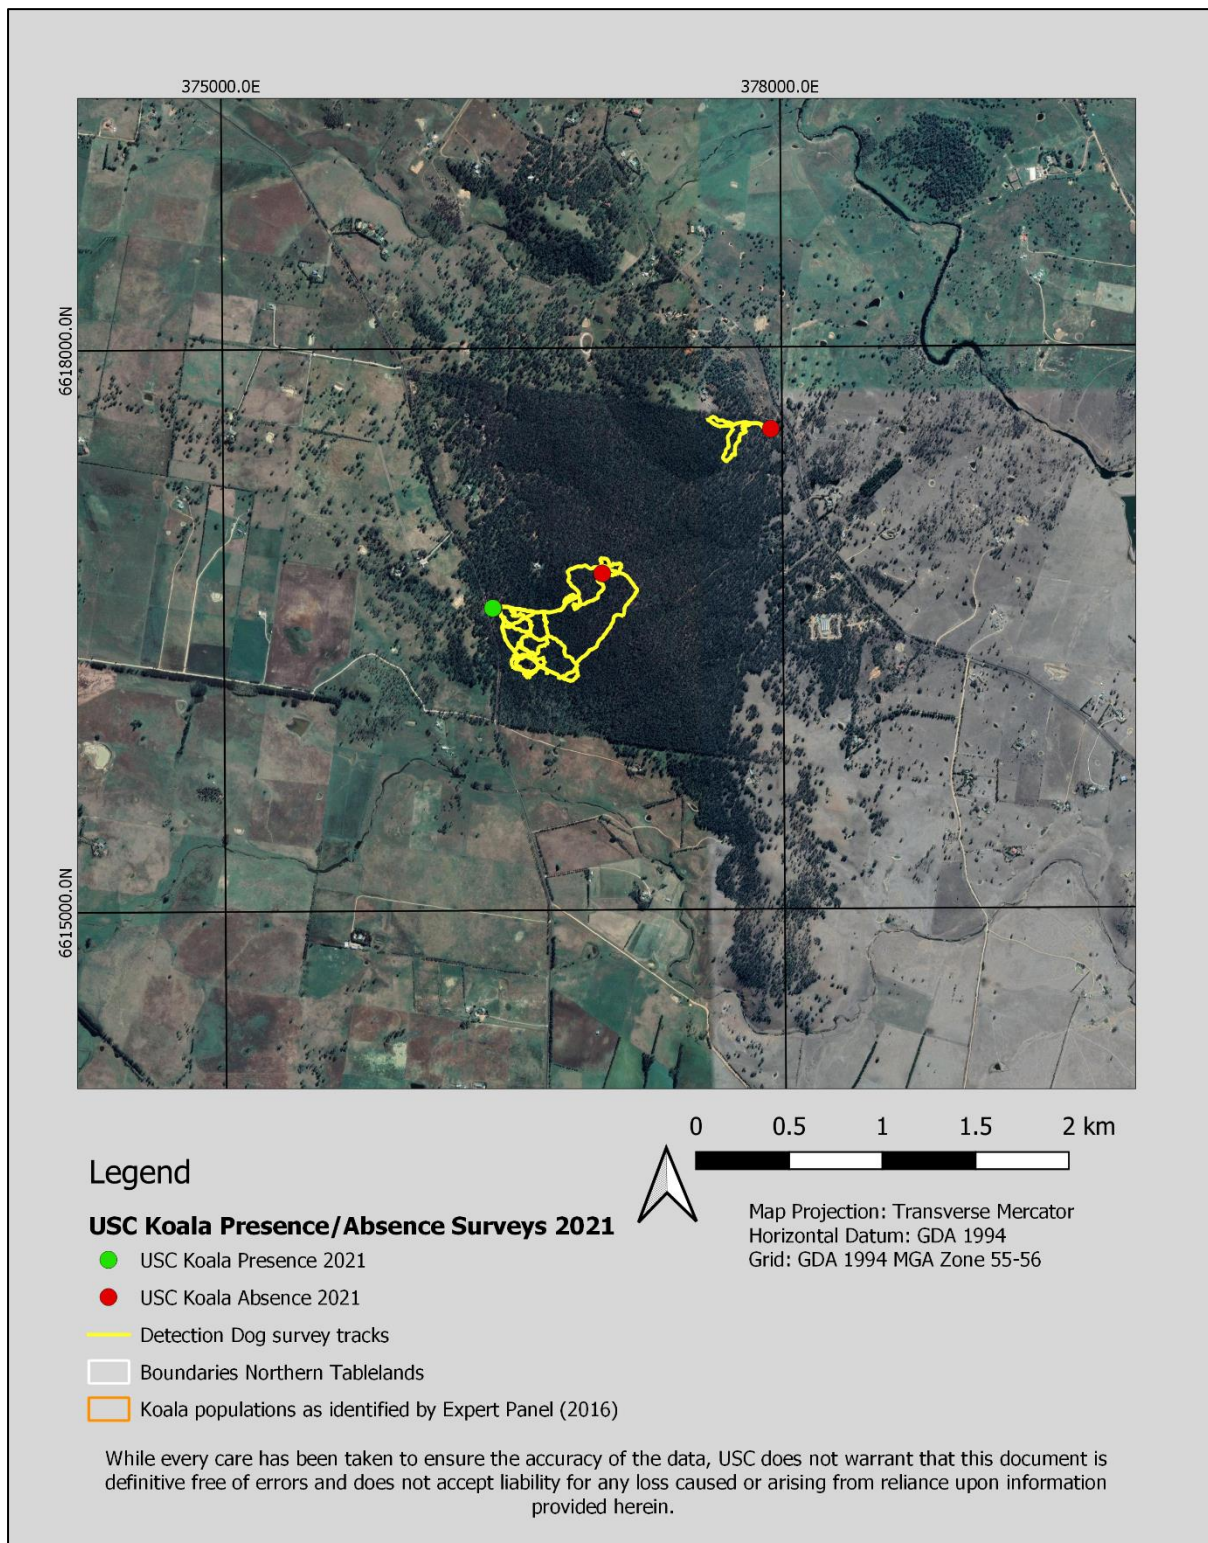 375000.0E
378000.0E
6618000.0N
6615000.0N
0 0.5 1 1.5 2 km
Legend
USC Koala Presence/Absence Surveys 2021
USC Koala Presence 2021
USC Koala Absence 2021
Detection Dog survey tracks
Boundaries Northern Tablelands
Koala populations as identified by Expert Panel (2016)
Map Projection: Transverse Mercator
Horizontal Datum: GDA 1994
Grid: GDA 1994 MGA Zone 55-56
While every care has been taken to ensure the accuracy of the data, USC does not warrant that this document is
definitive free of errors and does not accept liability for any loss caused or arising from reliance upon information
provided herein.